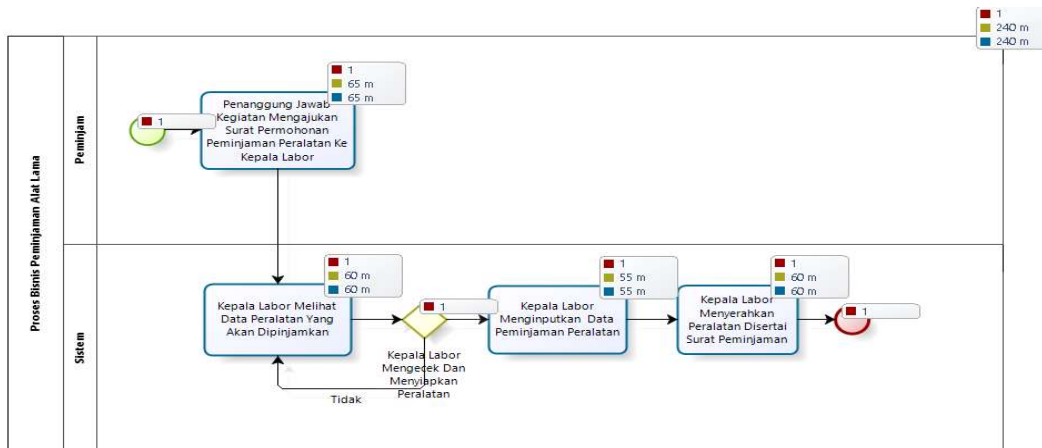 1
240 m
240 m
Proses Bisnis Peminjaman Alat Lama
Peminjam
1
1
65 m
65 m
Penanggung Jawab
Kegiatan Mengajukan
Surat Permohonan
Peminjaman Peralatan Ke
Kepala Labor
Sistem
1
60 m
60 m
Kepala Labor Melihat
Data Peralatan Yang
Akan Dipinjamkan
1
Kepala Labor
Mengecek Dan
Menyiapkan
Peralatan
Tidak
1
55 m
55 m
Kepala Labor
Menginputkan Data
Peminjaman Peralatan
1
60 m
60 m
Kepala Labor
Menyerahkan
Peralatan Disertai
Surat Peminjaman
1